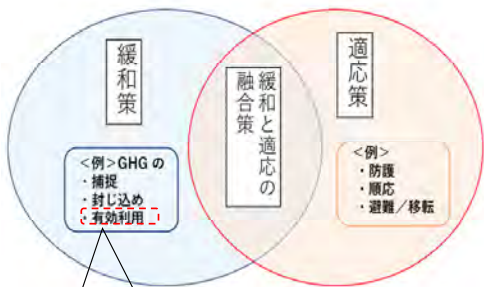 緩和策
緩和と適応の
融合策
適応策
<例>GHGの
・捕捉
・封じ込め
・有効利用
<例>
・防護
・順応
・避難／移転